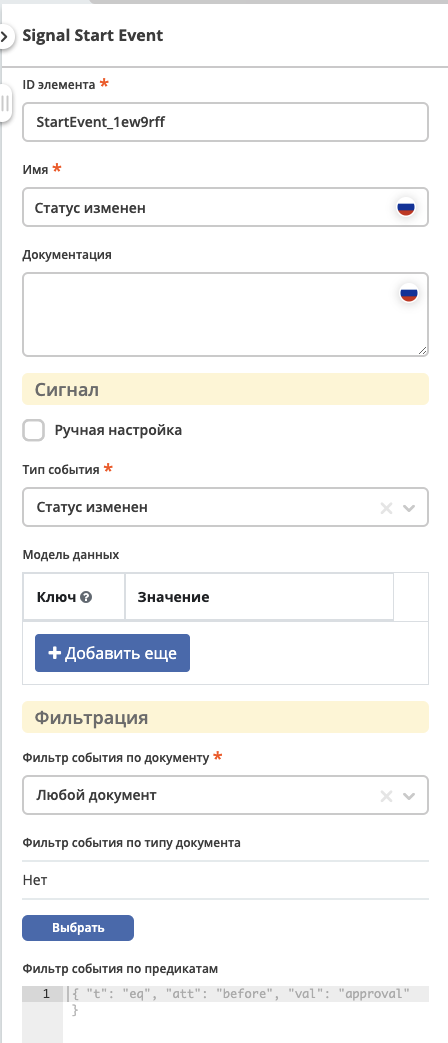 Signal Start Event
ID элемента *
StartEvent_1ew9rff
Имя *
Статус изменен
Документация
Сигнал
Ручная настройка
Тип события *
Статус изменен
Модель данных
Ключ ? Значение
+ Добавить еще
Фильтрация
Фильтр события по документу *
Любой документ
Фильтр события по типу документа
Нет
Выбрать
Фильтр события по предикатам
1 { "t": "eq", "att": "before", "val": "approval"
}